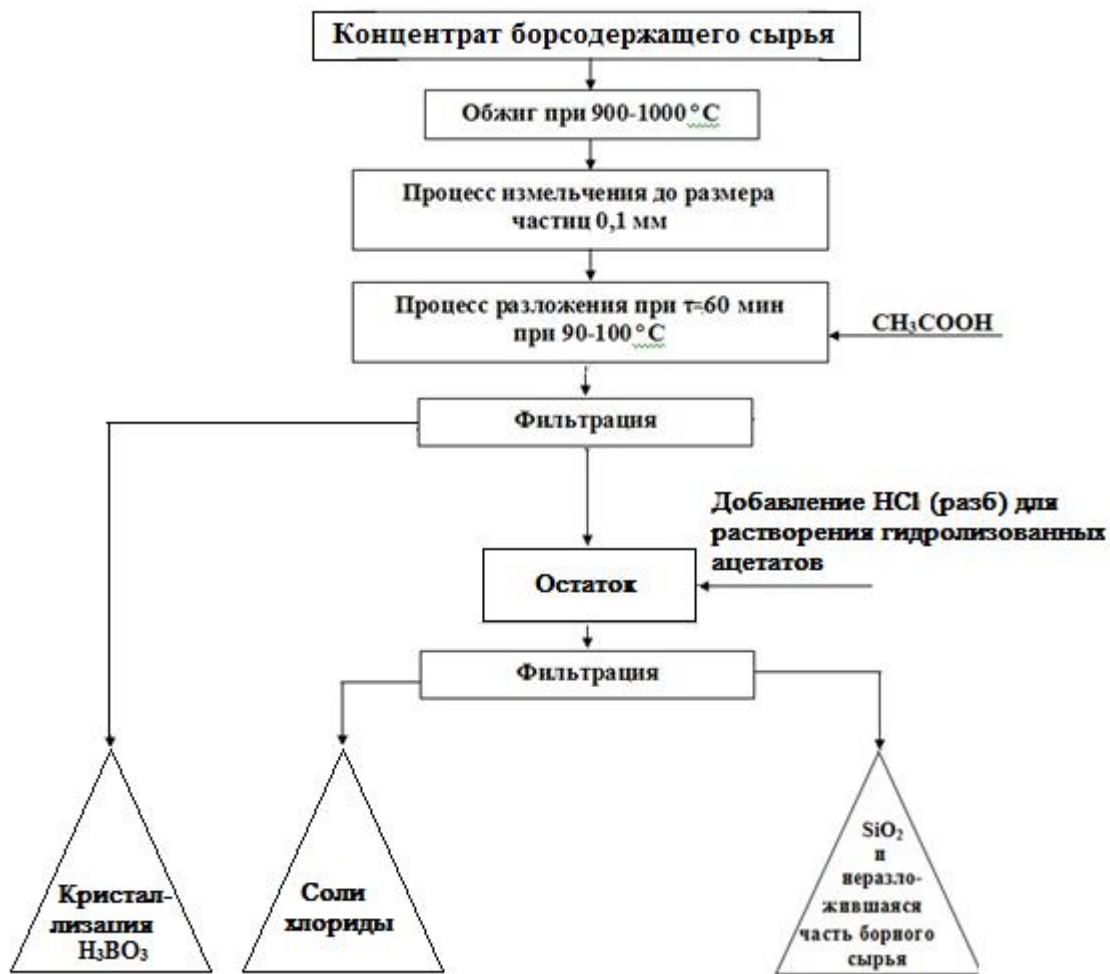 Концентрат борсодержащего сырья
Обжиг при 900-1000°С
Процесс измельчения до размера
частиц 0,1 мм
Процесс разложения при τ=60 мин
при 90-100°С
CH₃COOH
Фильтрация
Добавление HCl (разб) для
растворения гидролизованных
ацетатов
Остаток
Фильтрация
Кристал-
лизация
H₃BO₃
Соли
хлориды
SiO₂
и
неразло-
жившаяся
часть борного
сырья